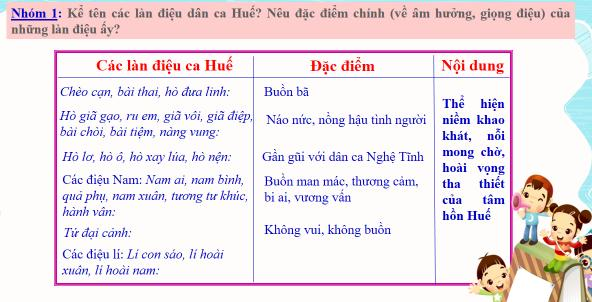 Nhóm 1: Kể tên các làn điệu dân ca Huế? Nêu đặc điểm chính (về âm hưởng, giọng điệu) của
những làn điệu ấy?
Các làn điệu ca Huế
Đặc điểm
Nội dung
Chèo cạn, bài thai, hò đưa linh:
Buồn bã
Hò giã gạo, ru em, giã vôi, giã điệp,
bài chòi, bài tiệm, nàng vung:
Náo nức, nồng hậu tình người
Hò lơ, hò ô, hò xay lúa, hò nện:
Gần gũi với dân ca Nghệ Tĩnh
Các điệu Nam: Nam ai, nam bình,
quả phụ, nam xuân, tương tư khúc,
hành vân:
Buồn man mác, thương cảm,
bi ai, vương vấn
Tứ đại cảnh:
Không vui, không buồn
Các điệu lí: Lí con sáo, lí hoài
xuân, lí hoài nam:
Thể hiện
niềm khao
khát, nỗi
mong chờ,
hoài vọng
tha thiết
của tâm
hồn Huế